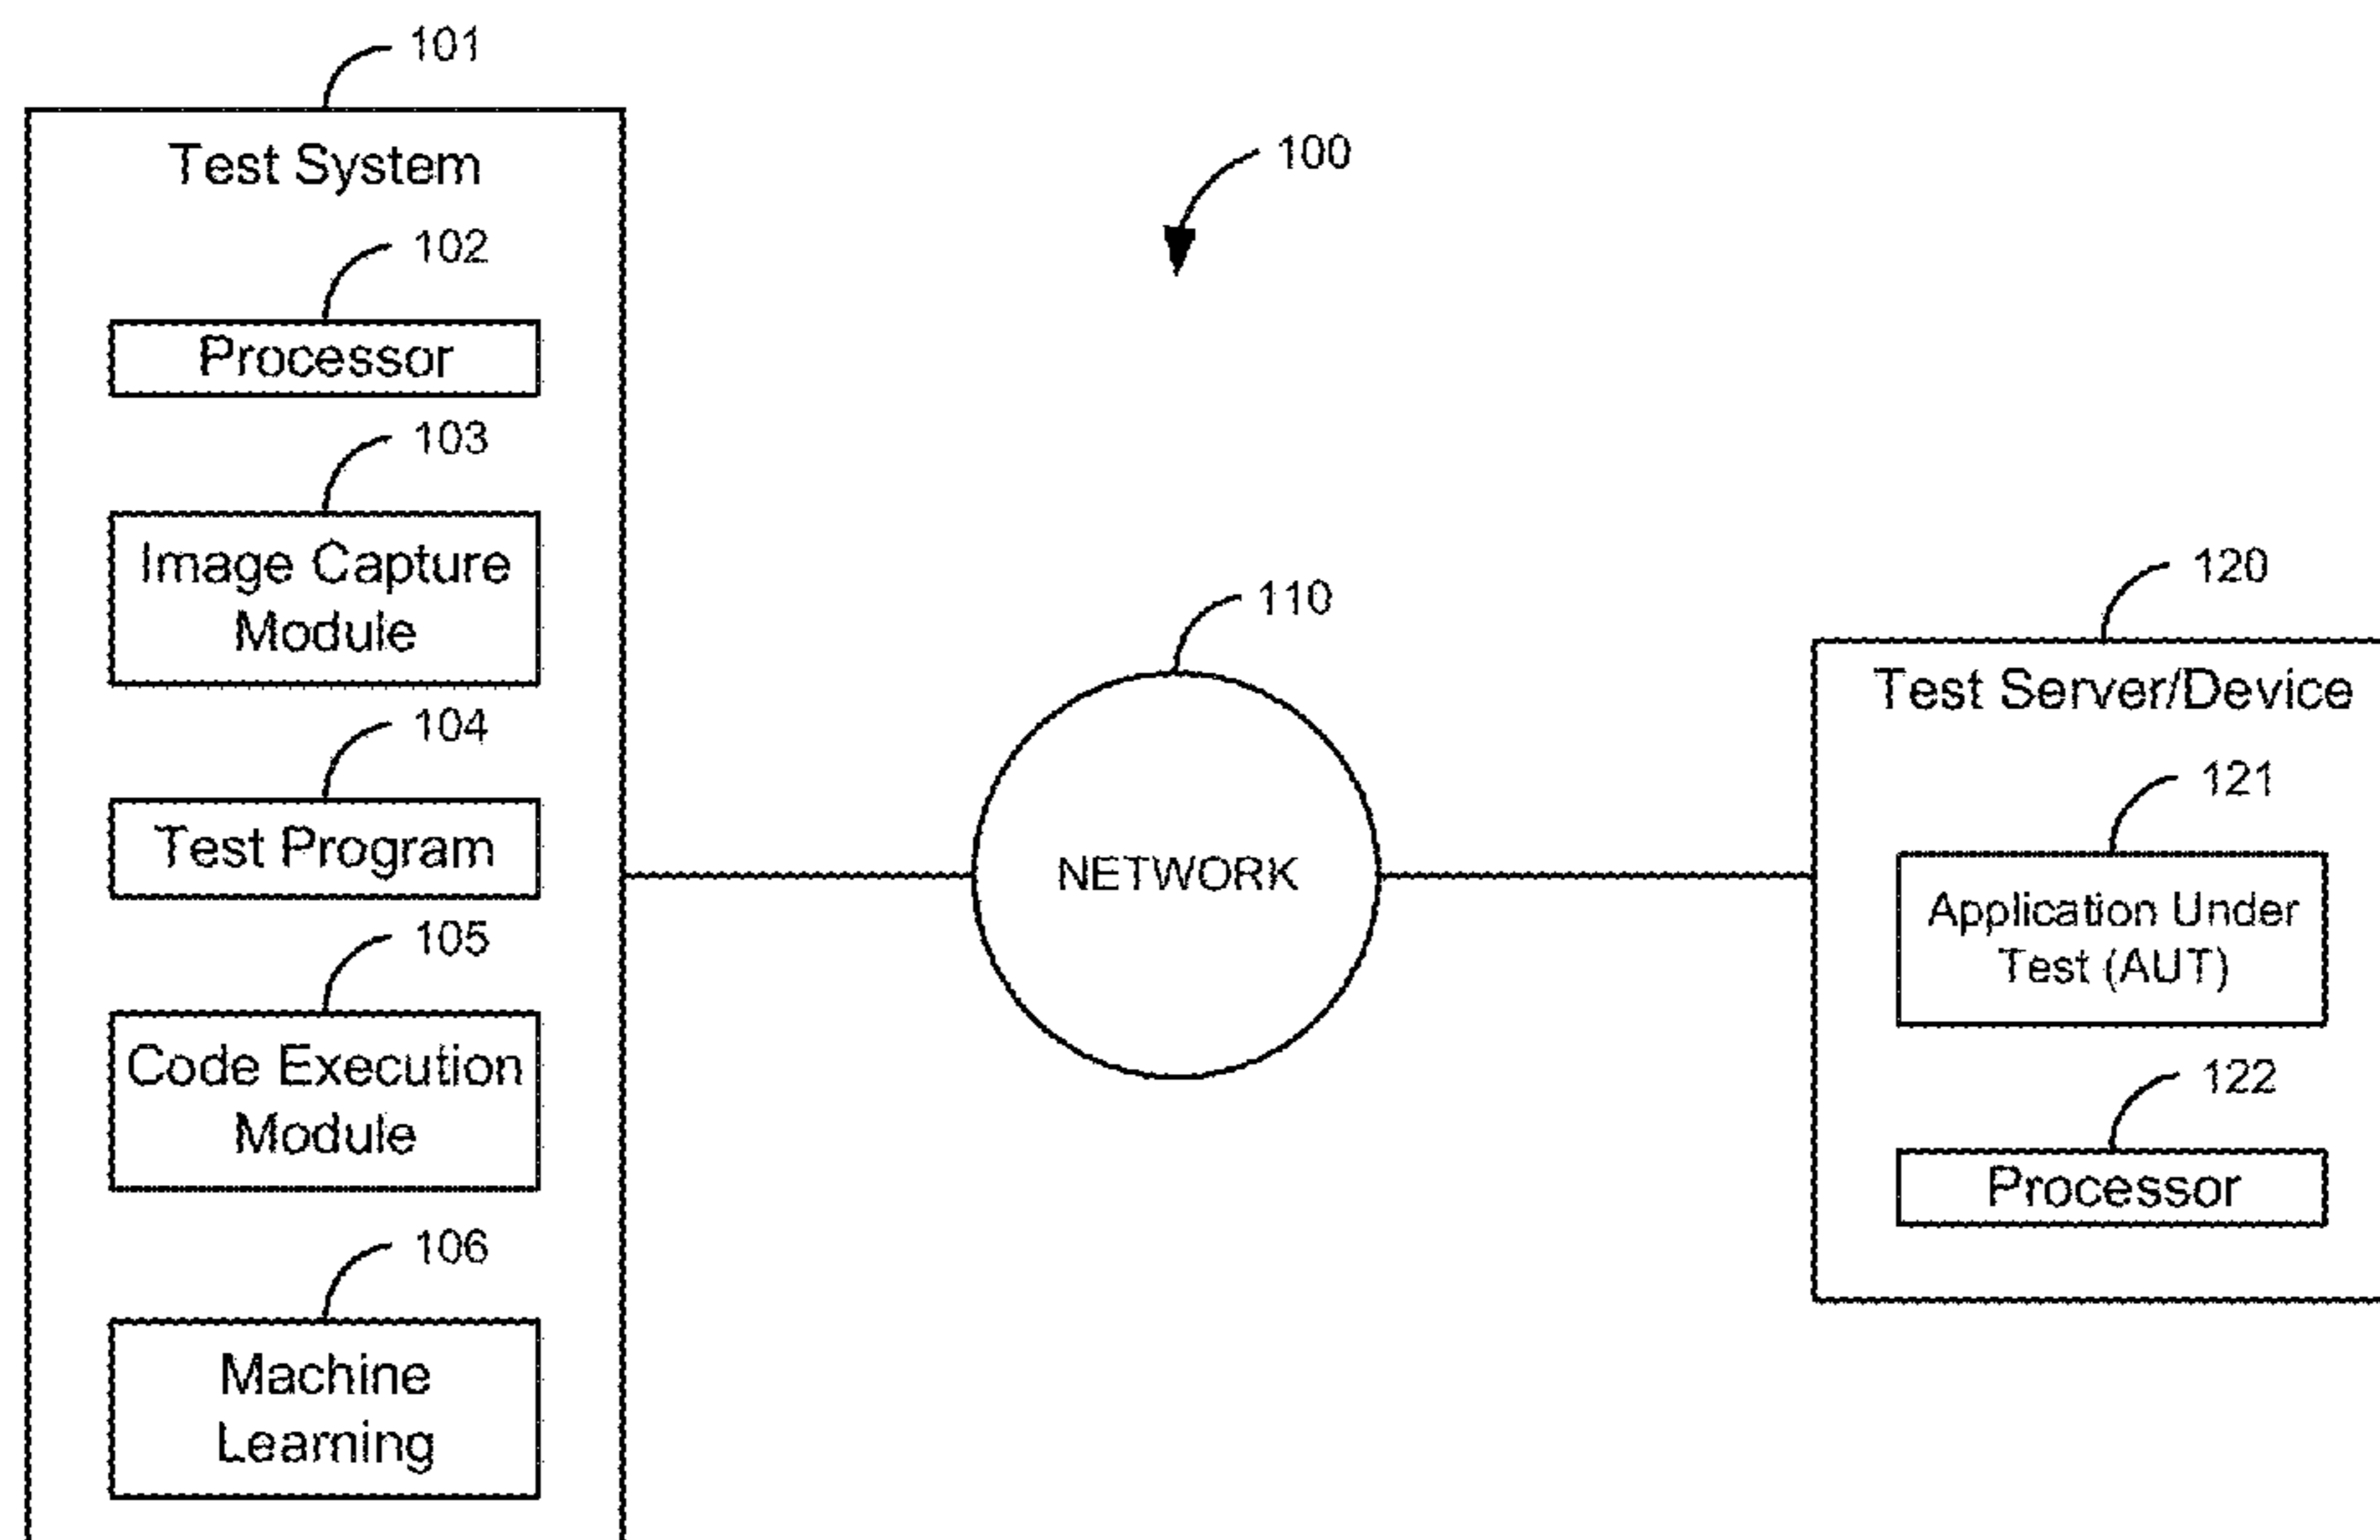 101
Test System
102
Processor
103
Image Capture
Module
104
Test Program
105
Code Execution
Module
106
Machine
Learning
100
110
NETWORK
120
Test Server/Device
121
Application Under
Test (AUT)
122
Processor